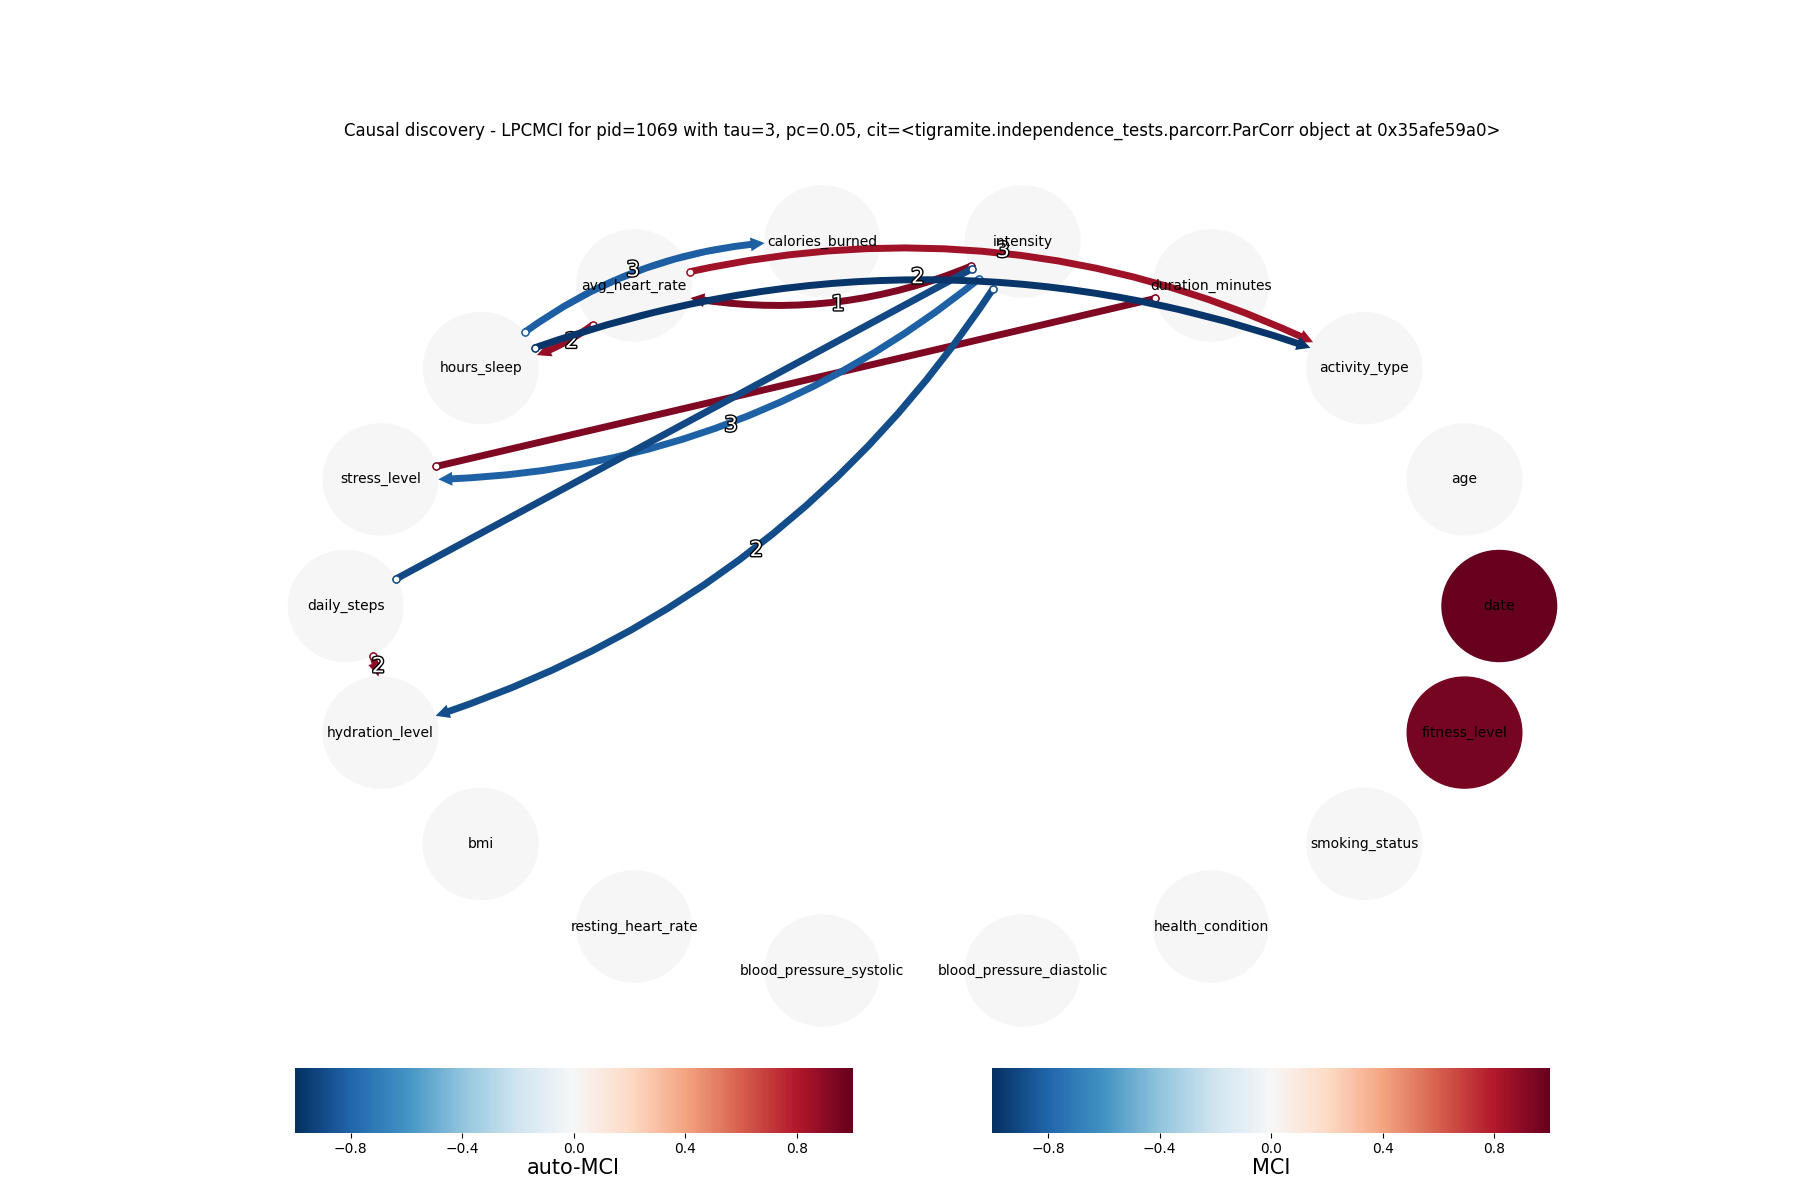 Causal discovery - LPCMCI for pid=1069 with tau=3, pc=0.05, cit=<tigramite.independence_tests.parcorr.ParCorr object at 0x35afe59a0>
calories_burned
intensity
3
3
2
avg_heart_rate
duration_minutes
1
2
hours_sleep
activity_type
3
stress_level
age
2
daily_steps
date
2
hydration_level
fitness_level
bmi
smoking_status
resting_heart_rate
health_condition
blood_pressure_systolic
blood_pressure_diastolic
−0.8 −0.4 0.0 0.4 0.8
auto-MCI
−0.8 −0.4 0.0 0.4 0.8
MCI